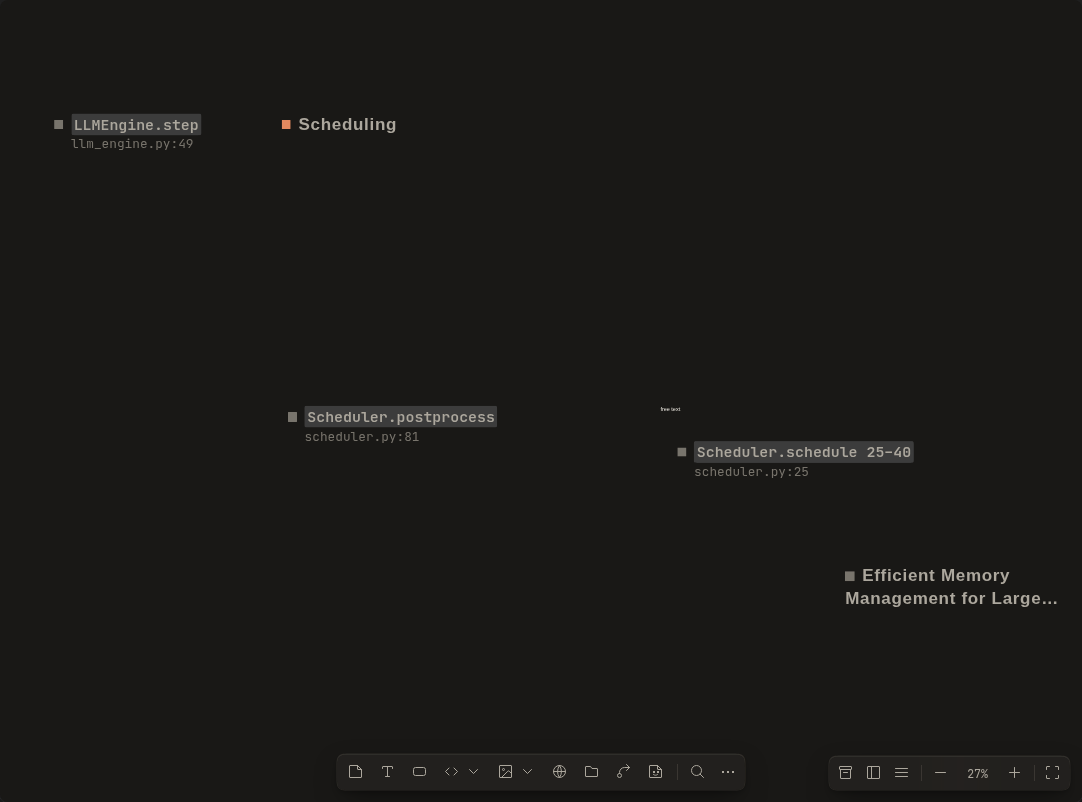 LLMEngine.step
llm_engine.py:49
Scheduling
Scheduler.postprocess
scheduler.py:81
free text
Scheduler.schedule 25-40
scheduler.py:25
Efficient Memory
Management for Large...
27%